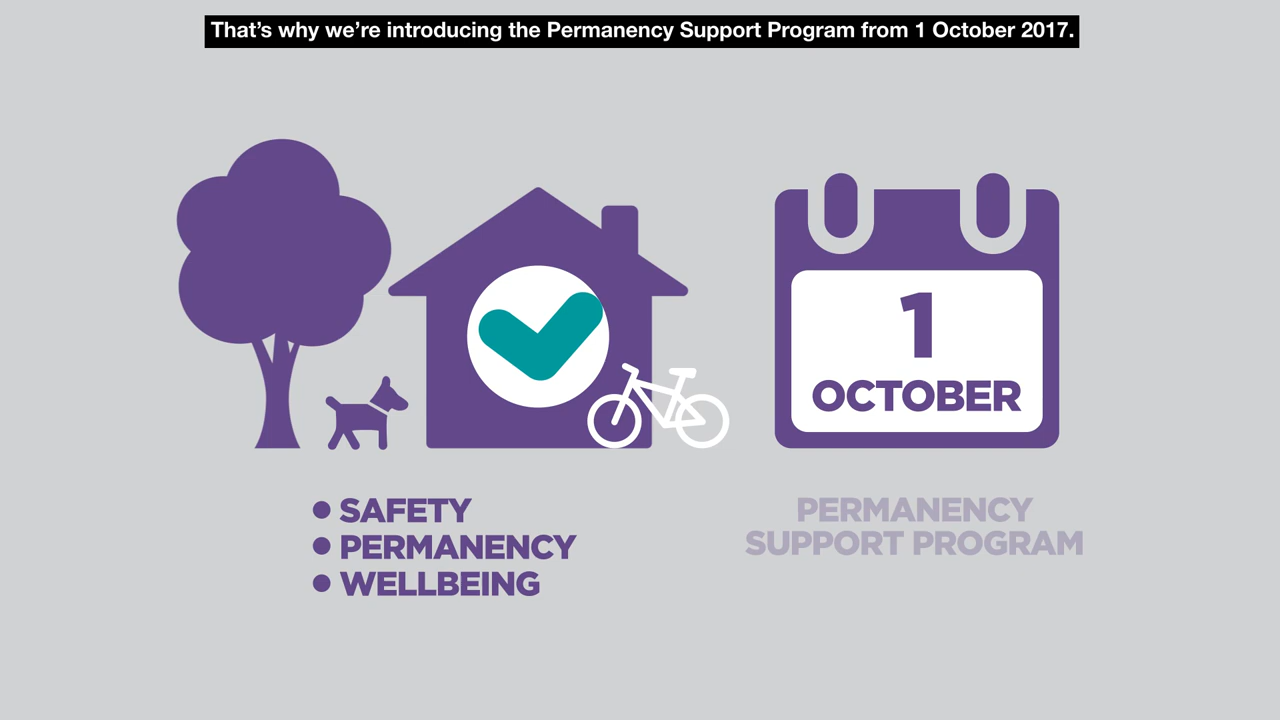 That’s why we’re introducing the Permanency Support Program from 1 October 2017.
1
OCTOBER
• SAFETY
• PERMANENCY
• WELLBEING
PERMANENCY
SUPPORT PROGRAM